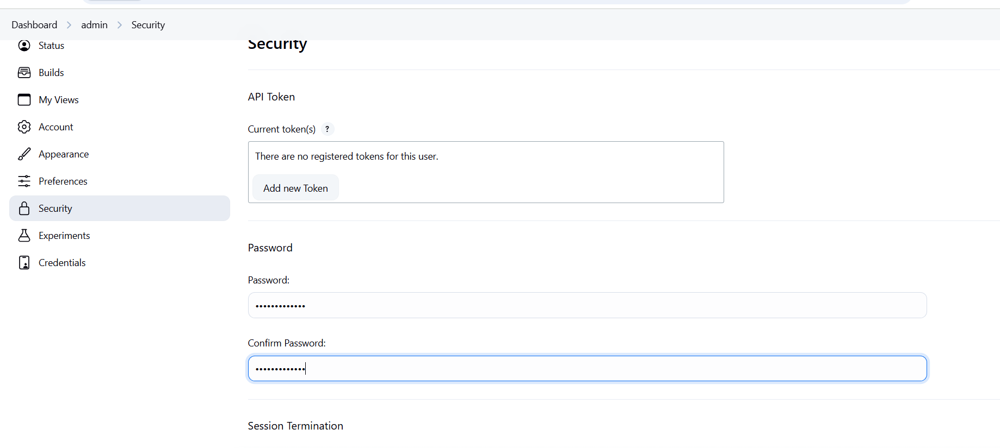 Dashboard > admin > Security
Status
Builds
My Views
Account
Appearance
Preferences
Security
Experiments
Credentials
Security
API Token
Current token(s) ?
There are no registered tokens for this user.
Add new Token
Password
Password:
•••••••••••••
Confirm Password:
•••••••••••••
Session Termination